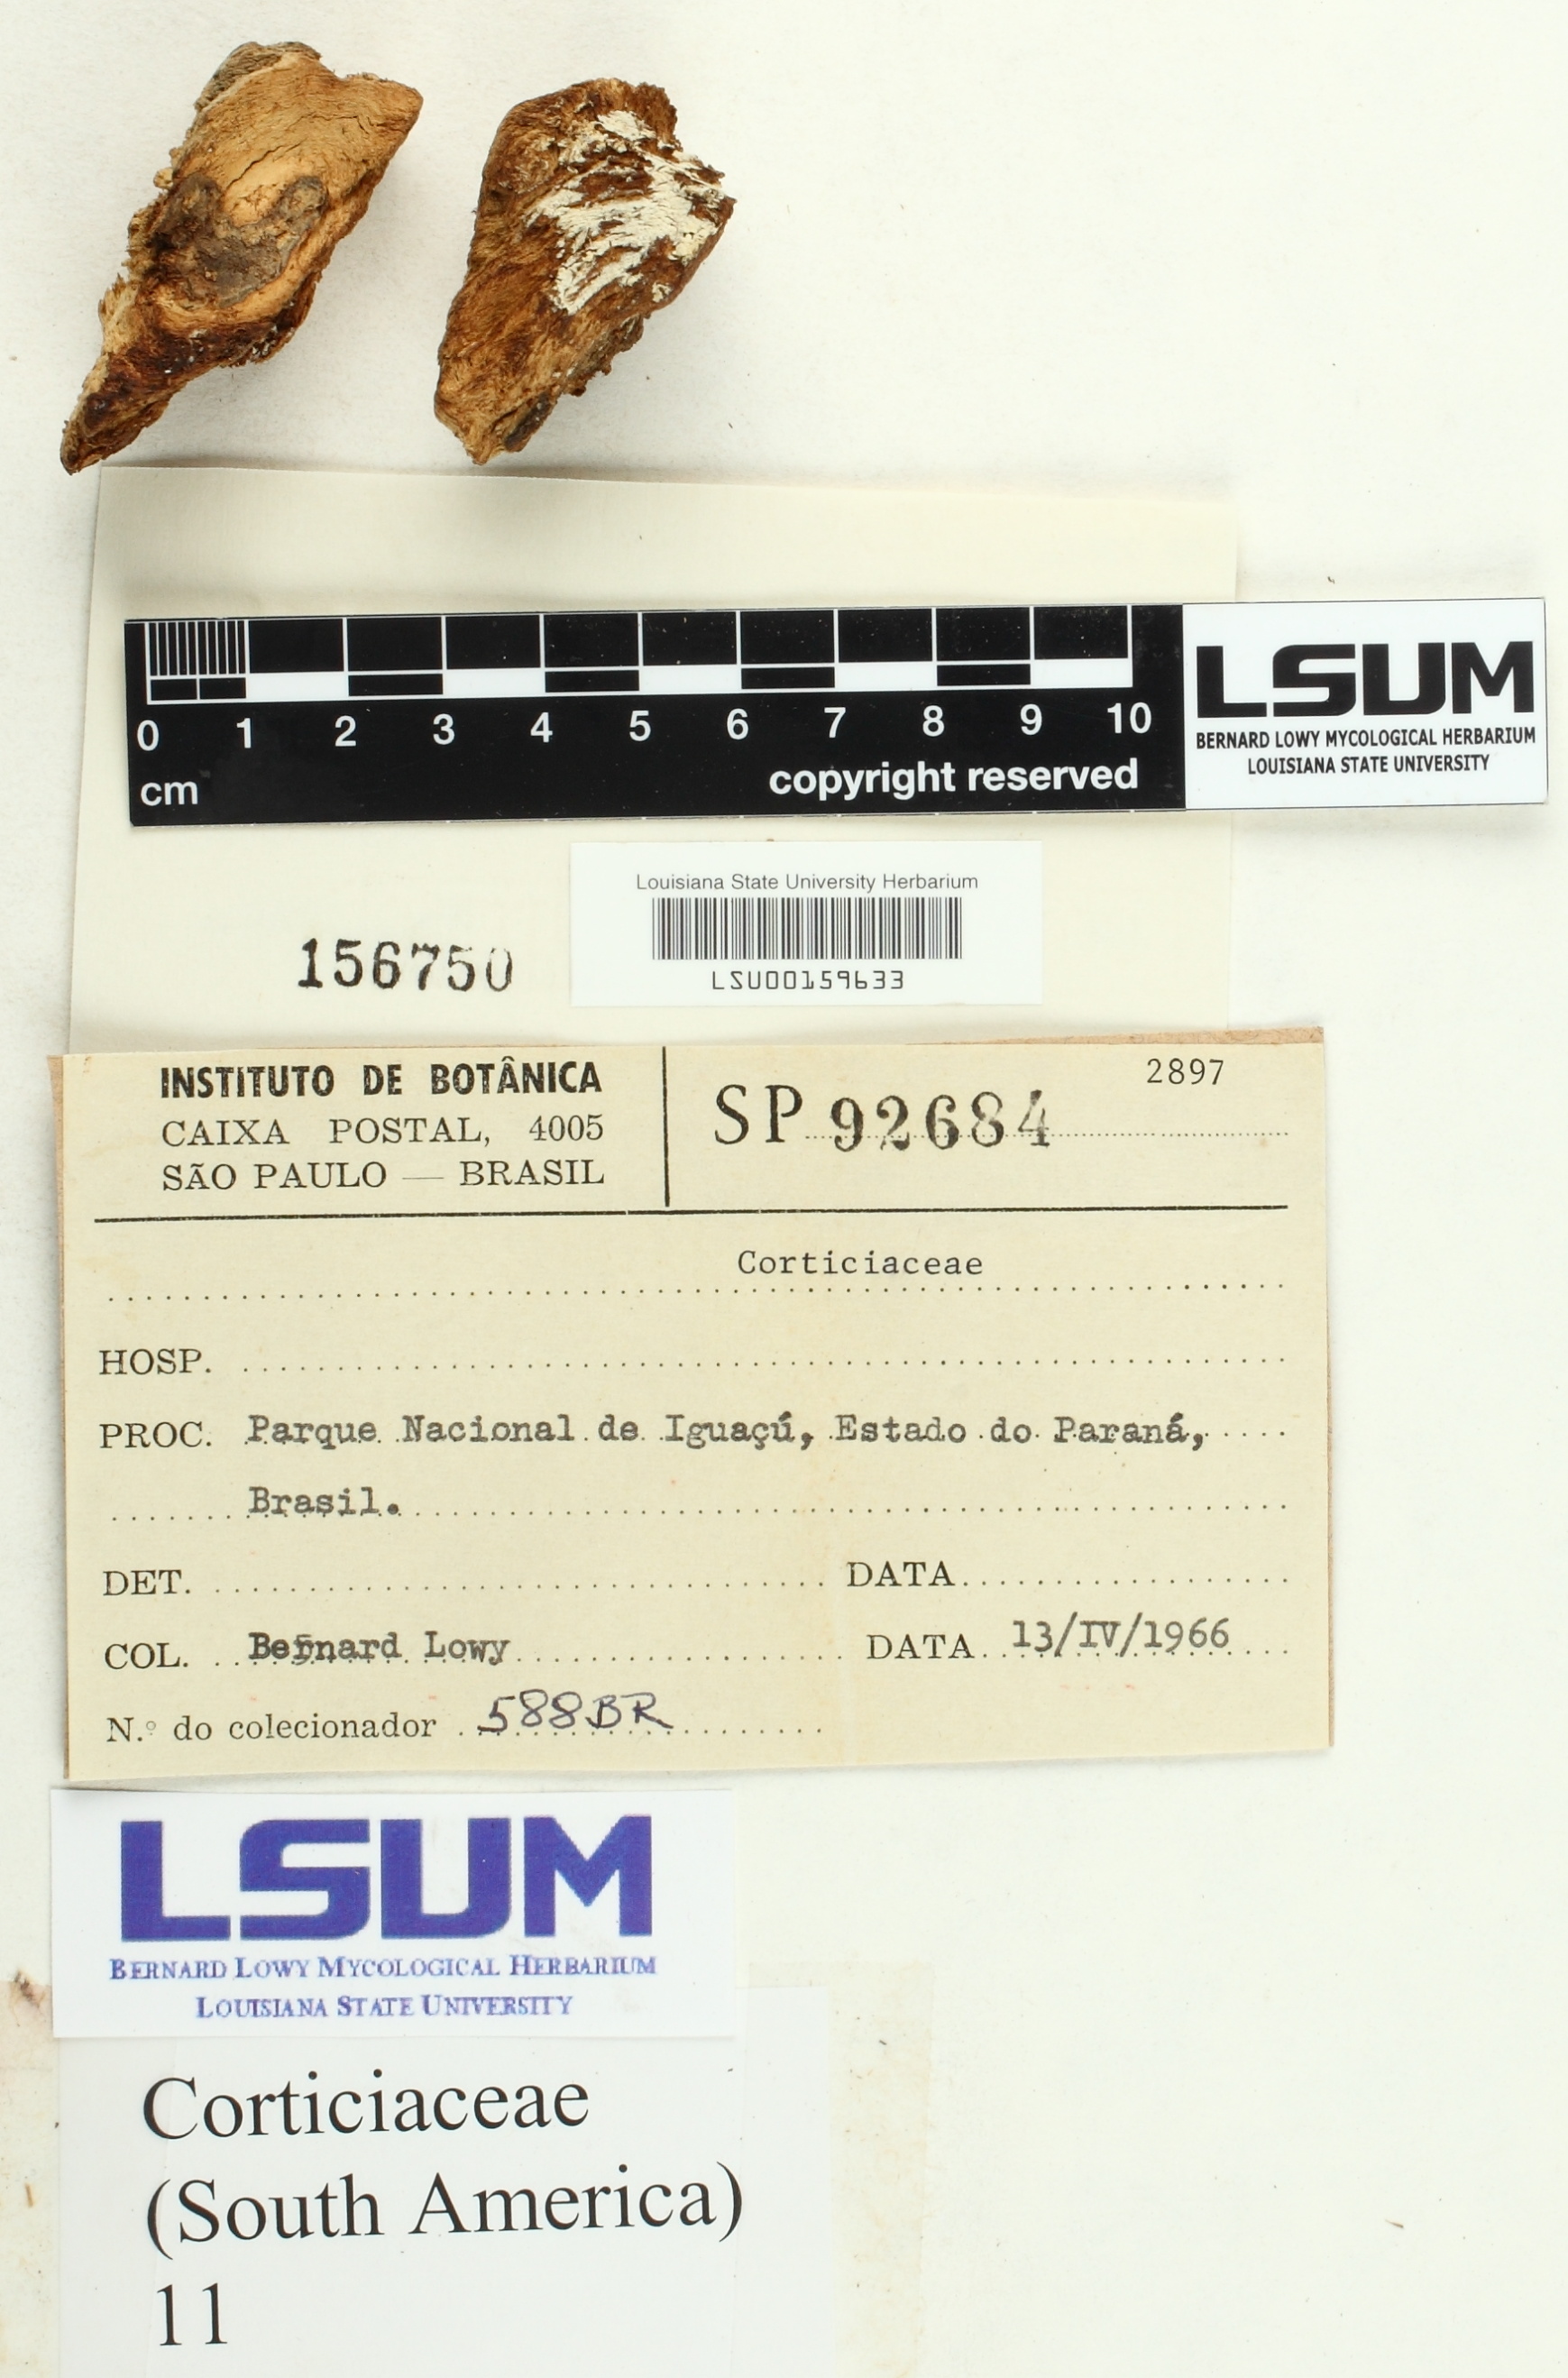 0 1 2 3 4 5 6 7 8 9 10
cm
copyright reserved
LSUM
BERNARD LOWY MYCOLOGICAL HERBARIUM
LOUISIANA STATE UNIVERSITY
Louisiana State University Herbarium
LSU00159633
156750
INSTITUTO DE BOTÂNICA
CAIXA POSTAL, 4005
SÃO PAULO — BRASIL
2897
SP 92684
Corticiaceae
HOSP.
PROC. Parque Nacional de Iguaçú, Estado do Paraná,
Brasil.
DET. DATA
COL. Bernard Lowy DATA 13/IV/1966
N.º do colecionador 588BR
LSUM
BERNARD LOWY MYCOLOGICAL HERBARIUM
LOUISIANA STATE UNIVERSITY
Corticiaceae
(South America)
11